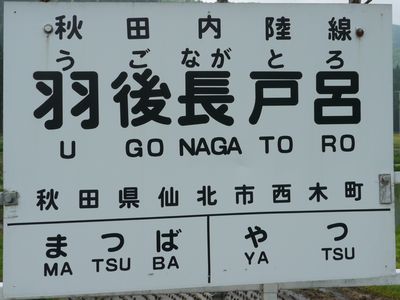 秋田内陸線
うごながとろ
羽後長戸呂
U GO NAGA TO RO
秋田県仙北市西木町
まつば やつ
MA TSU BA YA TSU